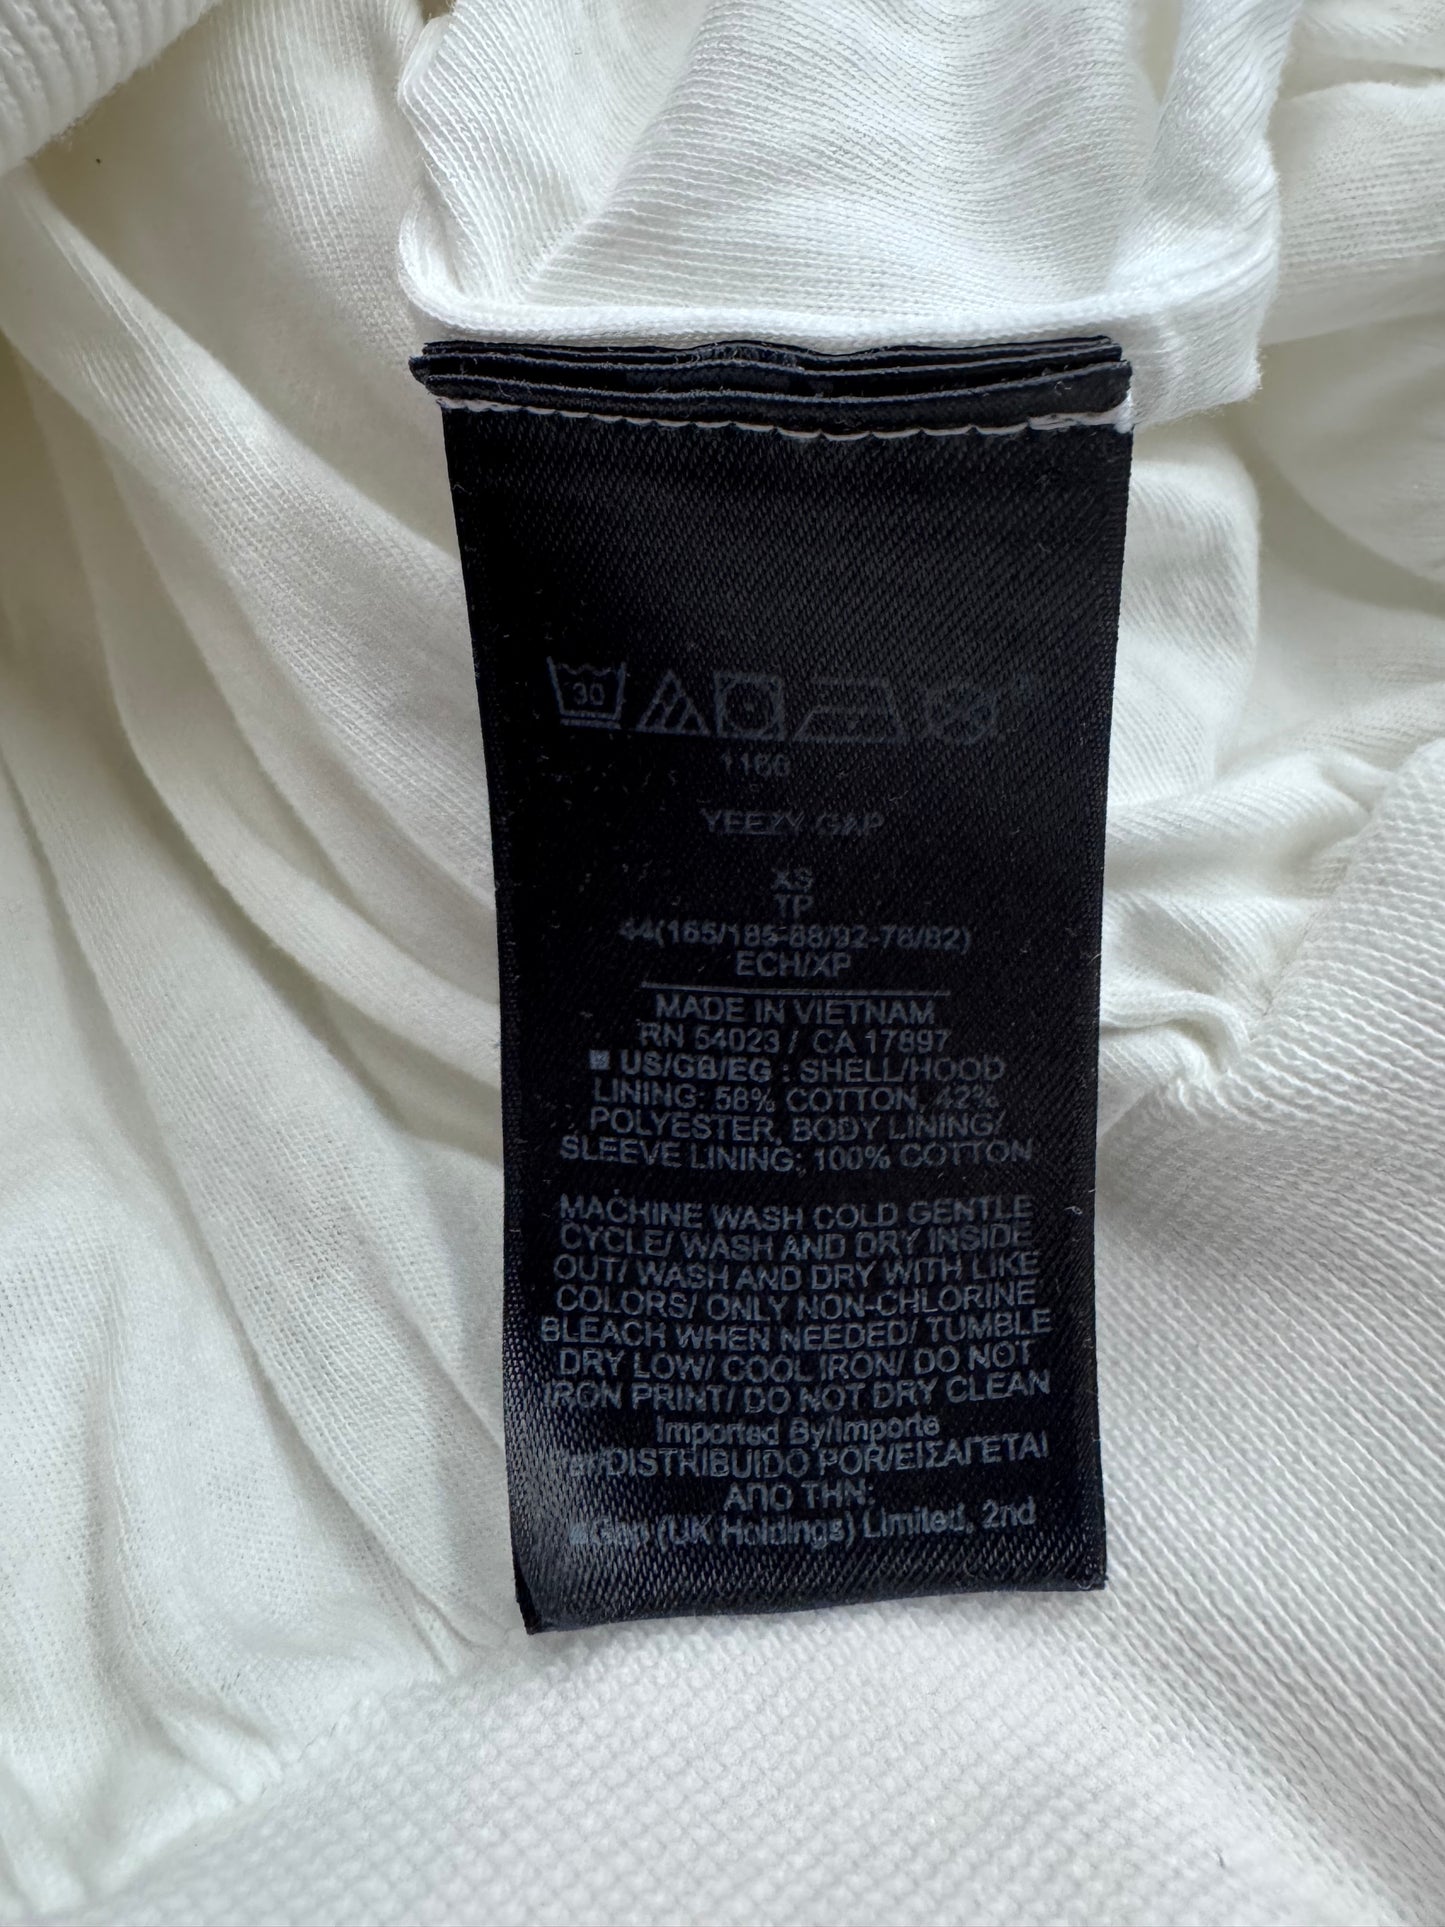 30
1166
YEEZY GAP
XS
TP
44(165/185-88/92-78/82)
ECH/XP
MADE IN VIETNAM
RN 54023 / CA 17897
US/GB/EG : SHELL/HOOD
LINING: 58% COTTON, 42%
POLYESTER, BODY LINING/
SLEEVE LINING: 100% COTTON
MACHINE WASH COLD GENTLE
CYCLE/ WASH AND DRY INSIDE
OUT/ WASH AND DRY WITH LIKE
COLORS/ ONLY NON-CHLORINE
BLEACH WHEN NEEDED/ TUMBLE
DRY LOW/ COOL IRON/ DO NOT
IRON PRINT/ DO NOT DRY CLEAN
Imported By/Importe
DISTRIBUIDO POR/ΕΙΣΑΓΕΤΑΙ
ΑΠΟ ΤΗΝ:
Gap (UK Holdings) Limited, 2nd